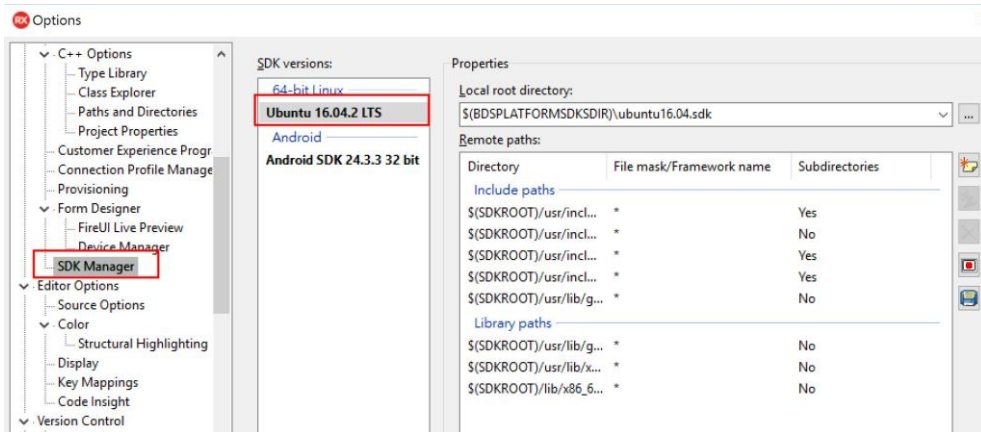 RX Options
C++ Options
Type Library
Class Explorer
Paths and Directories
Project Properties
Customer Experience Progr
Connection Profile Manage
Provisioning
Form Designer
FireUI Live Preview
Device Manager
SDK Manager
Editor Options
Source Options
Color
Structural Highlighting
Display
Key Mappings
Code Insight
Version Control
SDK versions:
64-bit Linux
Ubuntu 16.04.2 LTS
Android
Android SDK 24.3.3 32 bit
Properties
Local root directory:
$(BDSPLATFORMSDKSDIR)\ubuntu16.04.sdk
...
Remote paths:
Directory File mask/Framework name Subdirectories
Include paths
$(SDKROOT)/usr/incl... * Yes
$(SDKROOT)/usr/incl... * No
$(SDKROOT)/usr/incl... * Yes
$(SDKROOT)/usr/incl... * Yes
$(SDKROOT)/usr/lib/g... * No
Library paths
$(SDKROOT)/usr/lib/g... * No
$(SDKROOT)/usr/lib/x... * No
$(SDKROOT)/lib/x86_6... * No